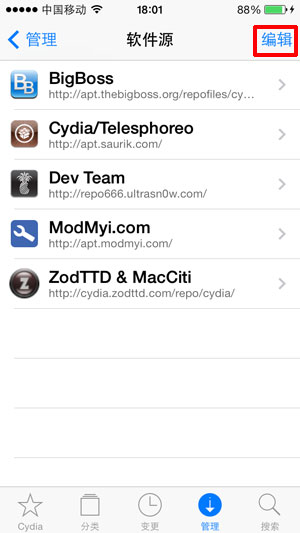 中国移动 18:01 88%
管理 软件源 编辑
BigBoss
http://apt.thebigboss.org/repofiles/cy...
Cydia/Telesphoreo
http://apt.saurik.com/
Dev Team
http://repo666.ultrasn0w.com/
ModMyi.com
http://apt.modmyi.com/
ZodTTD & MacCiti
http://cydia.zodttd.com/repo/cydia/
Cydia 分类 变更 管理 搜索